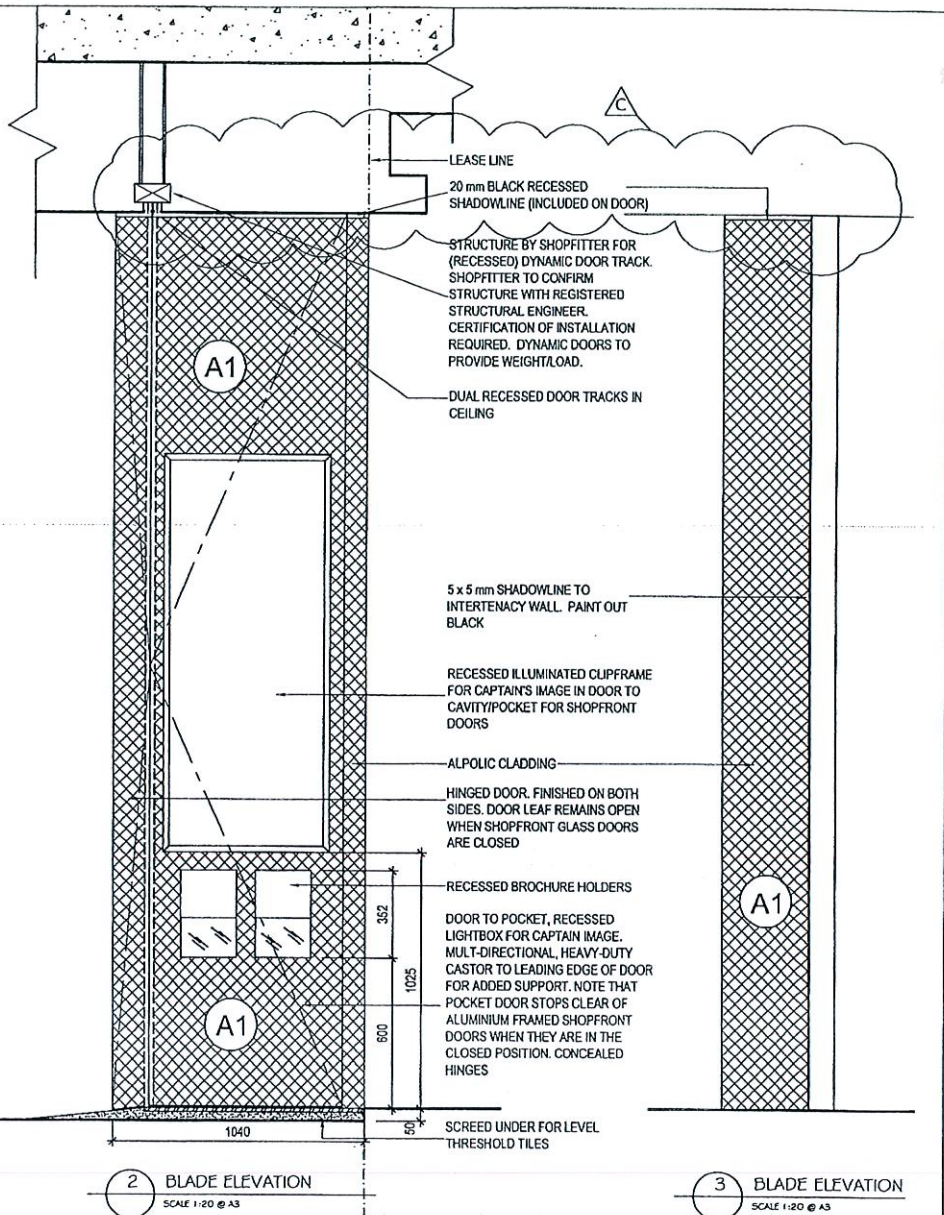 C
LEASE LINE
20 mm BLACK RECESSED
SHADOWLINE (INCLUDED ON DOOR)
STRUCTURE BY SHOPFITTER FOR
(RECESSED) DYNAMIC DOOR TRACK.
SHOPFITTER TO CONFIRM
STRUCTURE WITH REGISTERED
STRUCTURAL ENGINEER.
CERTIFICATION OF INSTALLATION
REQUIRED. DYNAMIC DOORS TO
PROVIDE WEIGHT/LOAD.
A1
DUAL RECESSED DOOR TRACKS IN
CEILING
5 x 5 mm SHADOWLINE TO
INTERTENACY WALL. PAINT OUT
BLACK
RECESSED ILLUMINATED CLIPFRAME
FOR CAPTAIN'S IMAGE IN DOOR TO
CAVITY/POCKET FOR SHOPFRONT
DOORS
ALPOLIC CLADDING
HINGED DOOR. FINISHED ON BOTH
SIDES. DOOR LEAF REMAINS OPEN
WHEN SHOPFRONT GLASS DOORS
ARE CLOSED
RECESSED BROCHURE HOLDERS
A1
352
DOOR TO POCKET, RECESSED
LIGHTBOX FOR CAPTAIN IMAGE.
MULT-DIRECTIONAL, HEAVY-DUTY
CASTOR TO LEADING EDGE OF DOOR
FOR ADDED SUPPORT. NOTE THAT
POCKET DOOR STOPS CLEAR OF
ALUMINIUM FRAMED SHOPFRONT
DOORS WHEN THEY ARE IN THE
CLOSED POSITION. CONCEALED
HINGES
1025
600
A1
50
SCREED UNDER FOR LEVEL
THRESHOLD TILES
1040
2 BLADE ELEVATION
SCALE 1:20 @ A3
3 BLADE ELEVATION
SCALE 1:20 @ A3